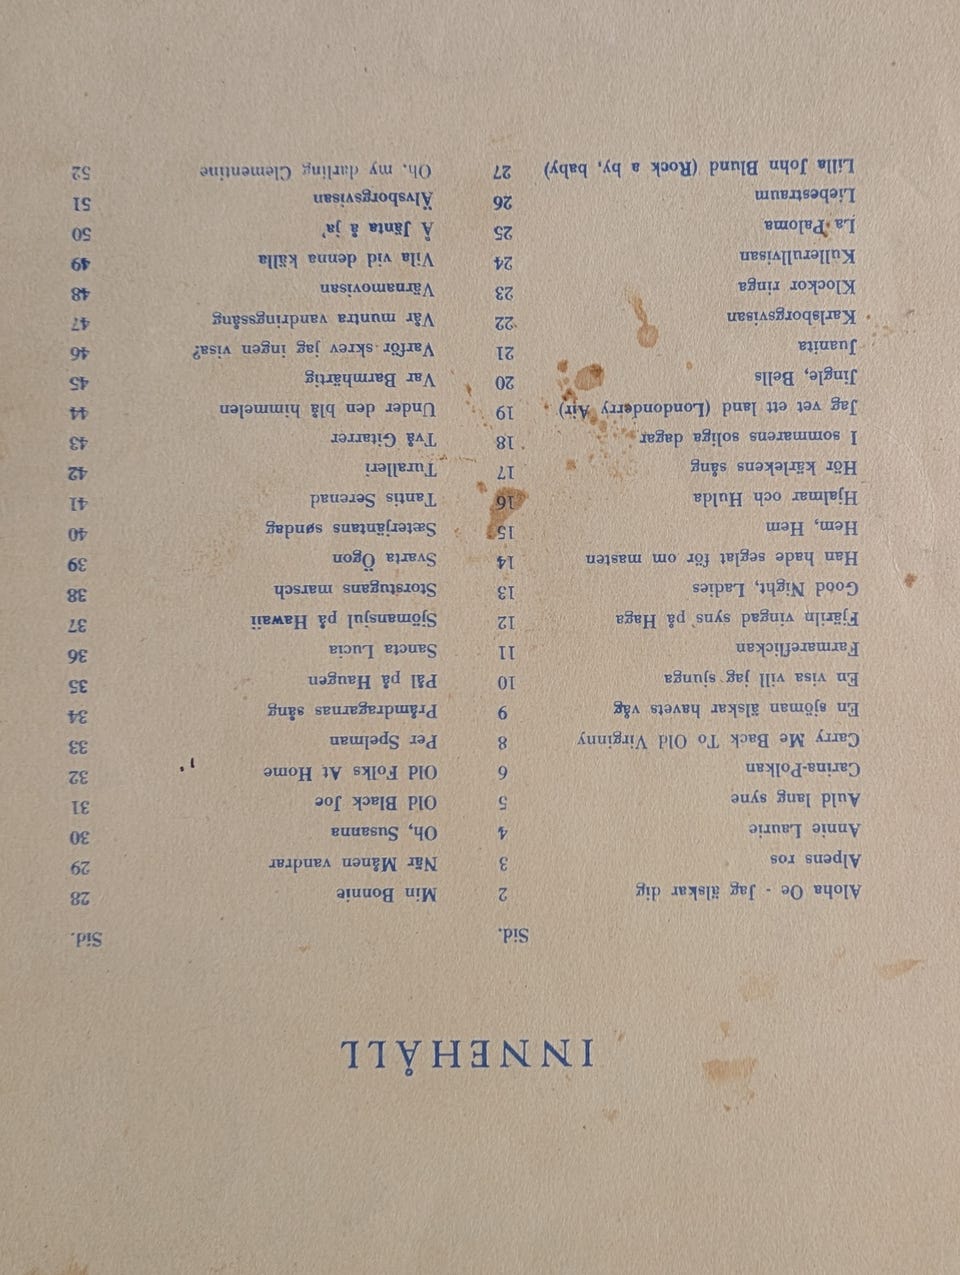 INNEHÅLL
Sid.
Aloha Oe - Jag älskar dig 2
Alpens ros 3
Annie Laurie 4
Auld lang syne 5
Carina-Polkan 6
Carry Me Back To Old Virginny 8
En sjöman älskar havets våg 9
En visa vill jag sjunga 10
Farmareflickan 11
Fjäriln vingad syns på Haga 12
Good Night, Ladies 13
Han hade seglat för om masten 14
Hem, Hem 15
Hjalmar och Hulda 16
Hör kärlekens sång 17
I sommarens soliga dagar 18
Jag vet ett land (Londonderry Air) 19
Jingle, Bells 20
Juanita 21
Karlsborgsvisan 22
Klockor ringa 23
Kullerullvisan 24
La Paloma 25
Liebestraum 26
Lilla John Blund (Rock a by, baby) 27
Sid.
Min Bonnie 28
När Månen vandrar 29
Oh, Susanna 30
Old Black Joe 31
Old Folks At Home 32
Per Spelman 33
Pråmdragarnas sång 34
Pål på Haugen 35
Sancta Lucia 36
Sjömansjul på Hawaii 37
Storstugans marsch 38
Svarta Ögon 39
Sæterjäntans søndag 40
Tantis Serenad 41
Turalleri 42
Två Gitarrer 43
Under den blå himmelen 44
Var Barmhärtig 45
Varför skrev jag ingen visa? 46
Vår muntra vandringssång 47
Värnamovisan 48
Vila vid denna källa 49
Å Jänta å ja' 50
Älvsborgsvisan 51
Oh, my darling Clementine 52